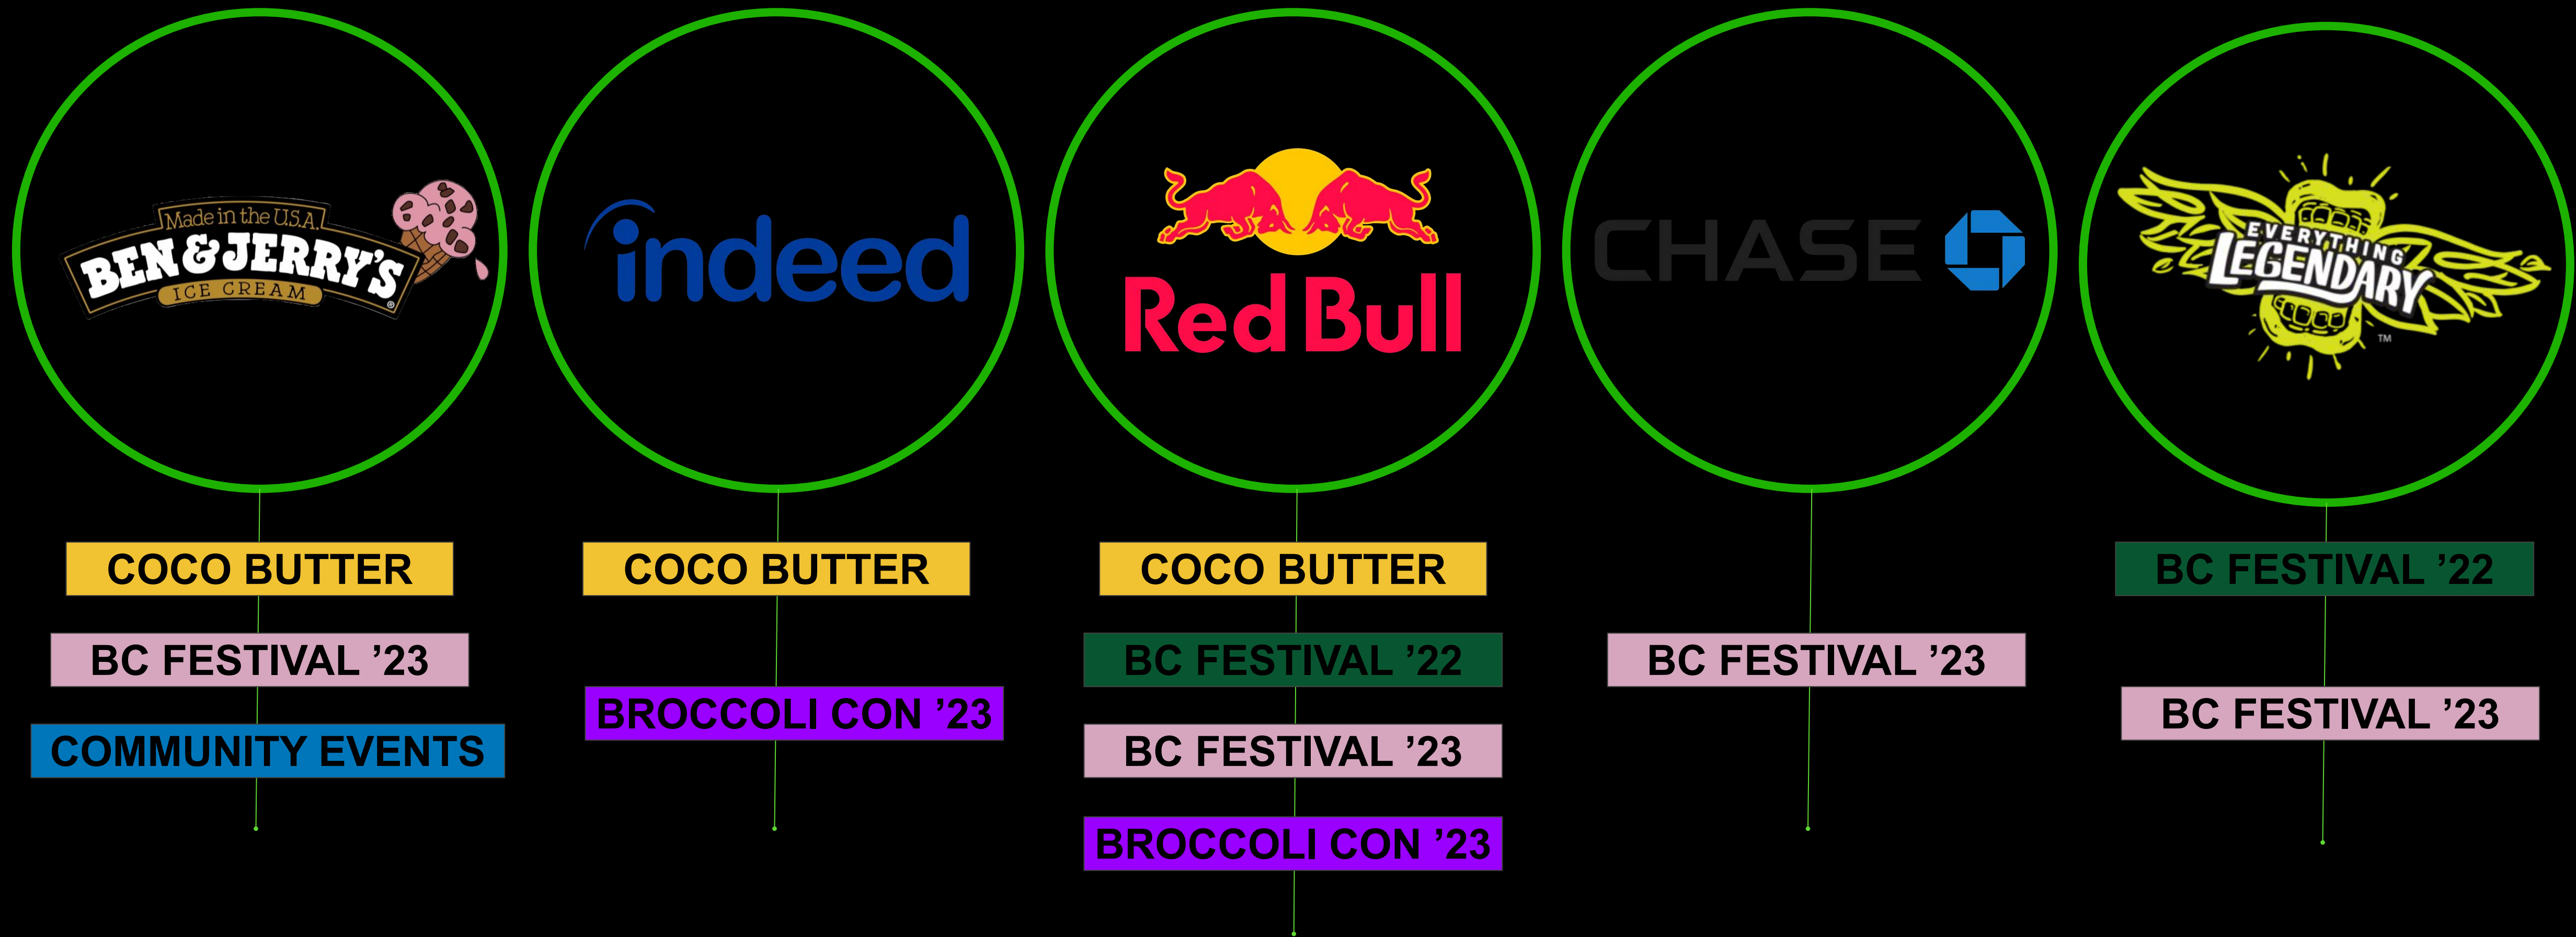 Made in the U.S.A.
BEN & JERRY'S
ICE CREAM
®
indeed
Red Bull
CHASE
EVERYTHING
LEGENDARY
TM
COCO BUTTER
BC FESTIVAL ’23
COMMUNITY EVENTS
COCO BUTTER
BROCCOLI CON ’23
COCO BUTTER
BC FESTIVAL ’22
BC FESTIVAL ’23
BROCCOLI CON ’23
BC FESTIVAL ’23
BC FESTIVAL ’22
BC FESTIVAL ’23